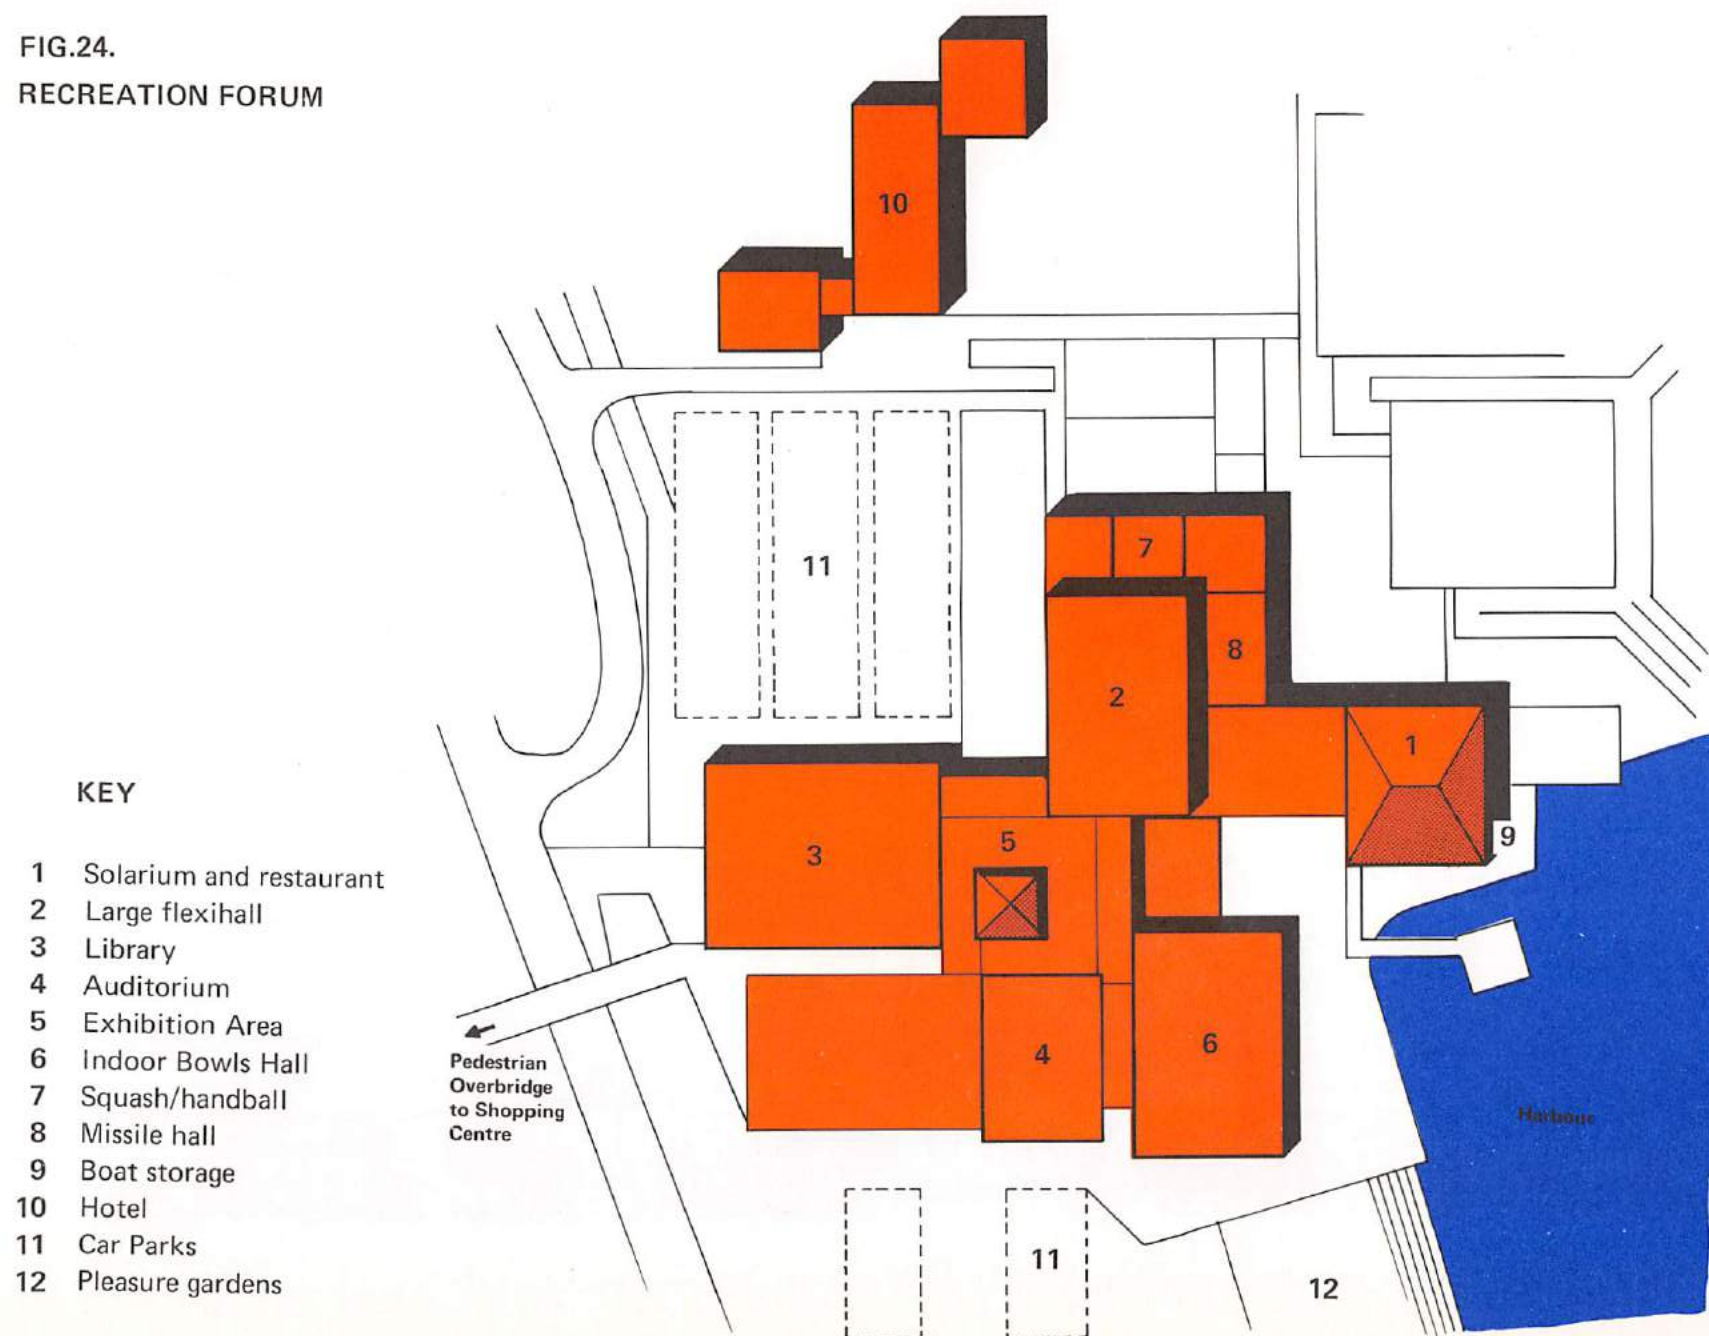 FIG.24.
RECREATION FORUM
10
11
7
8
2
1
9
3
5
4
6
Pedestrian
Overbridge
to Shopping
Centre
Harbour
11
12
KEY
1 Solarium and restaurant
2 Large flexihall
3 Library
4 Auditorium
5 Exhibition Area
6 Indoor Bowls Hall
7 Squash/handball
8 Missile hall
9 Boat storage
10 Hotel
11 Car Parks
12 Pleasure gardens